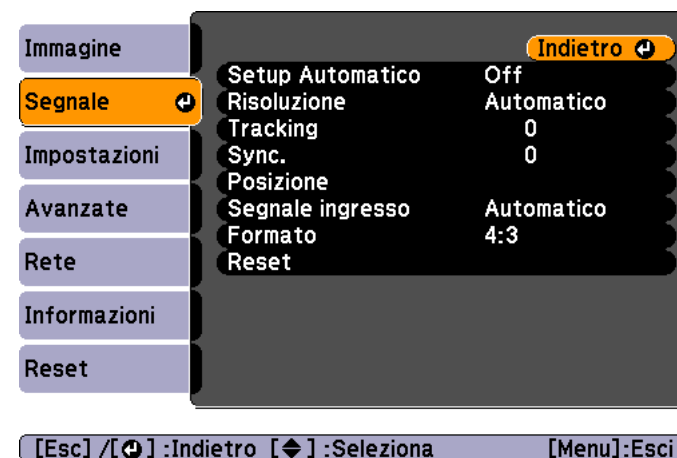 Immagine
Segnale
Impostazioni
Avanzate
Rete
Informazioni
Reset
Indietro
Setup Automatico Off
Risoluzione Automatico
Tracking 0
Sync. 0
Posizione
Segnale ingresso Automatico
Formato 4:3
Reset
[Esc] /[ ] :Indietro [ ] :Seleziona [Menu]:Esci